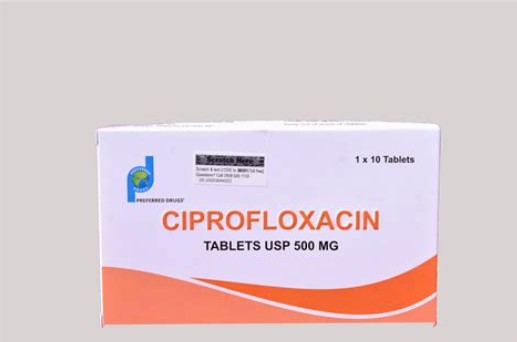 Scratch Here
1 x 10 Tablets
PREFERRED DRUGS
CIPROFLOXACIN
TABLETS USP 500 MG